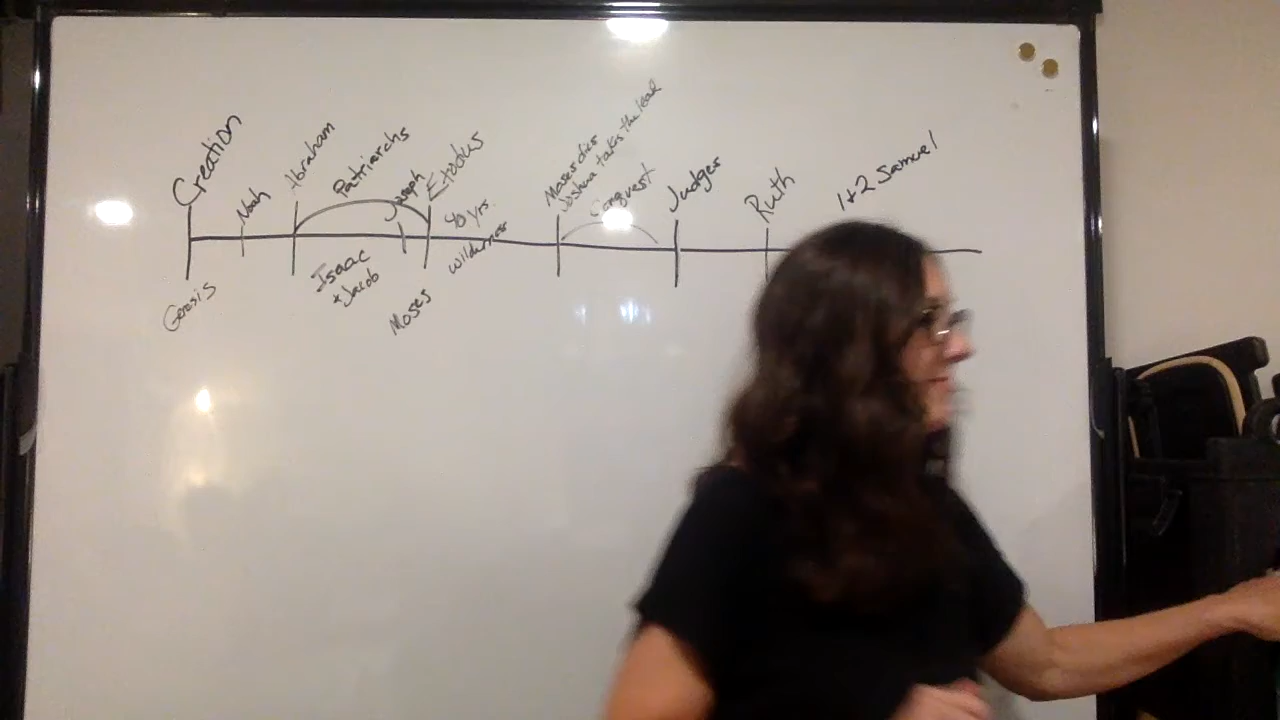 Creation
Noah
Abraham
Patriarchs
Joseph
Exodus
40 yrs.
wilderness
Moses dies
Joshua takes the lead
Conquest
Judges
Ruth
1+2 Samuel
Genesis
Isaac
+ Jacob
Moses